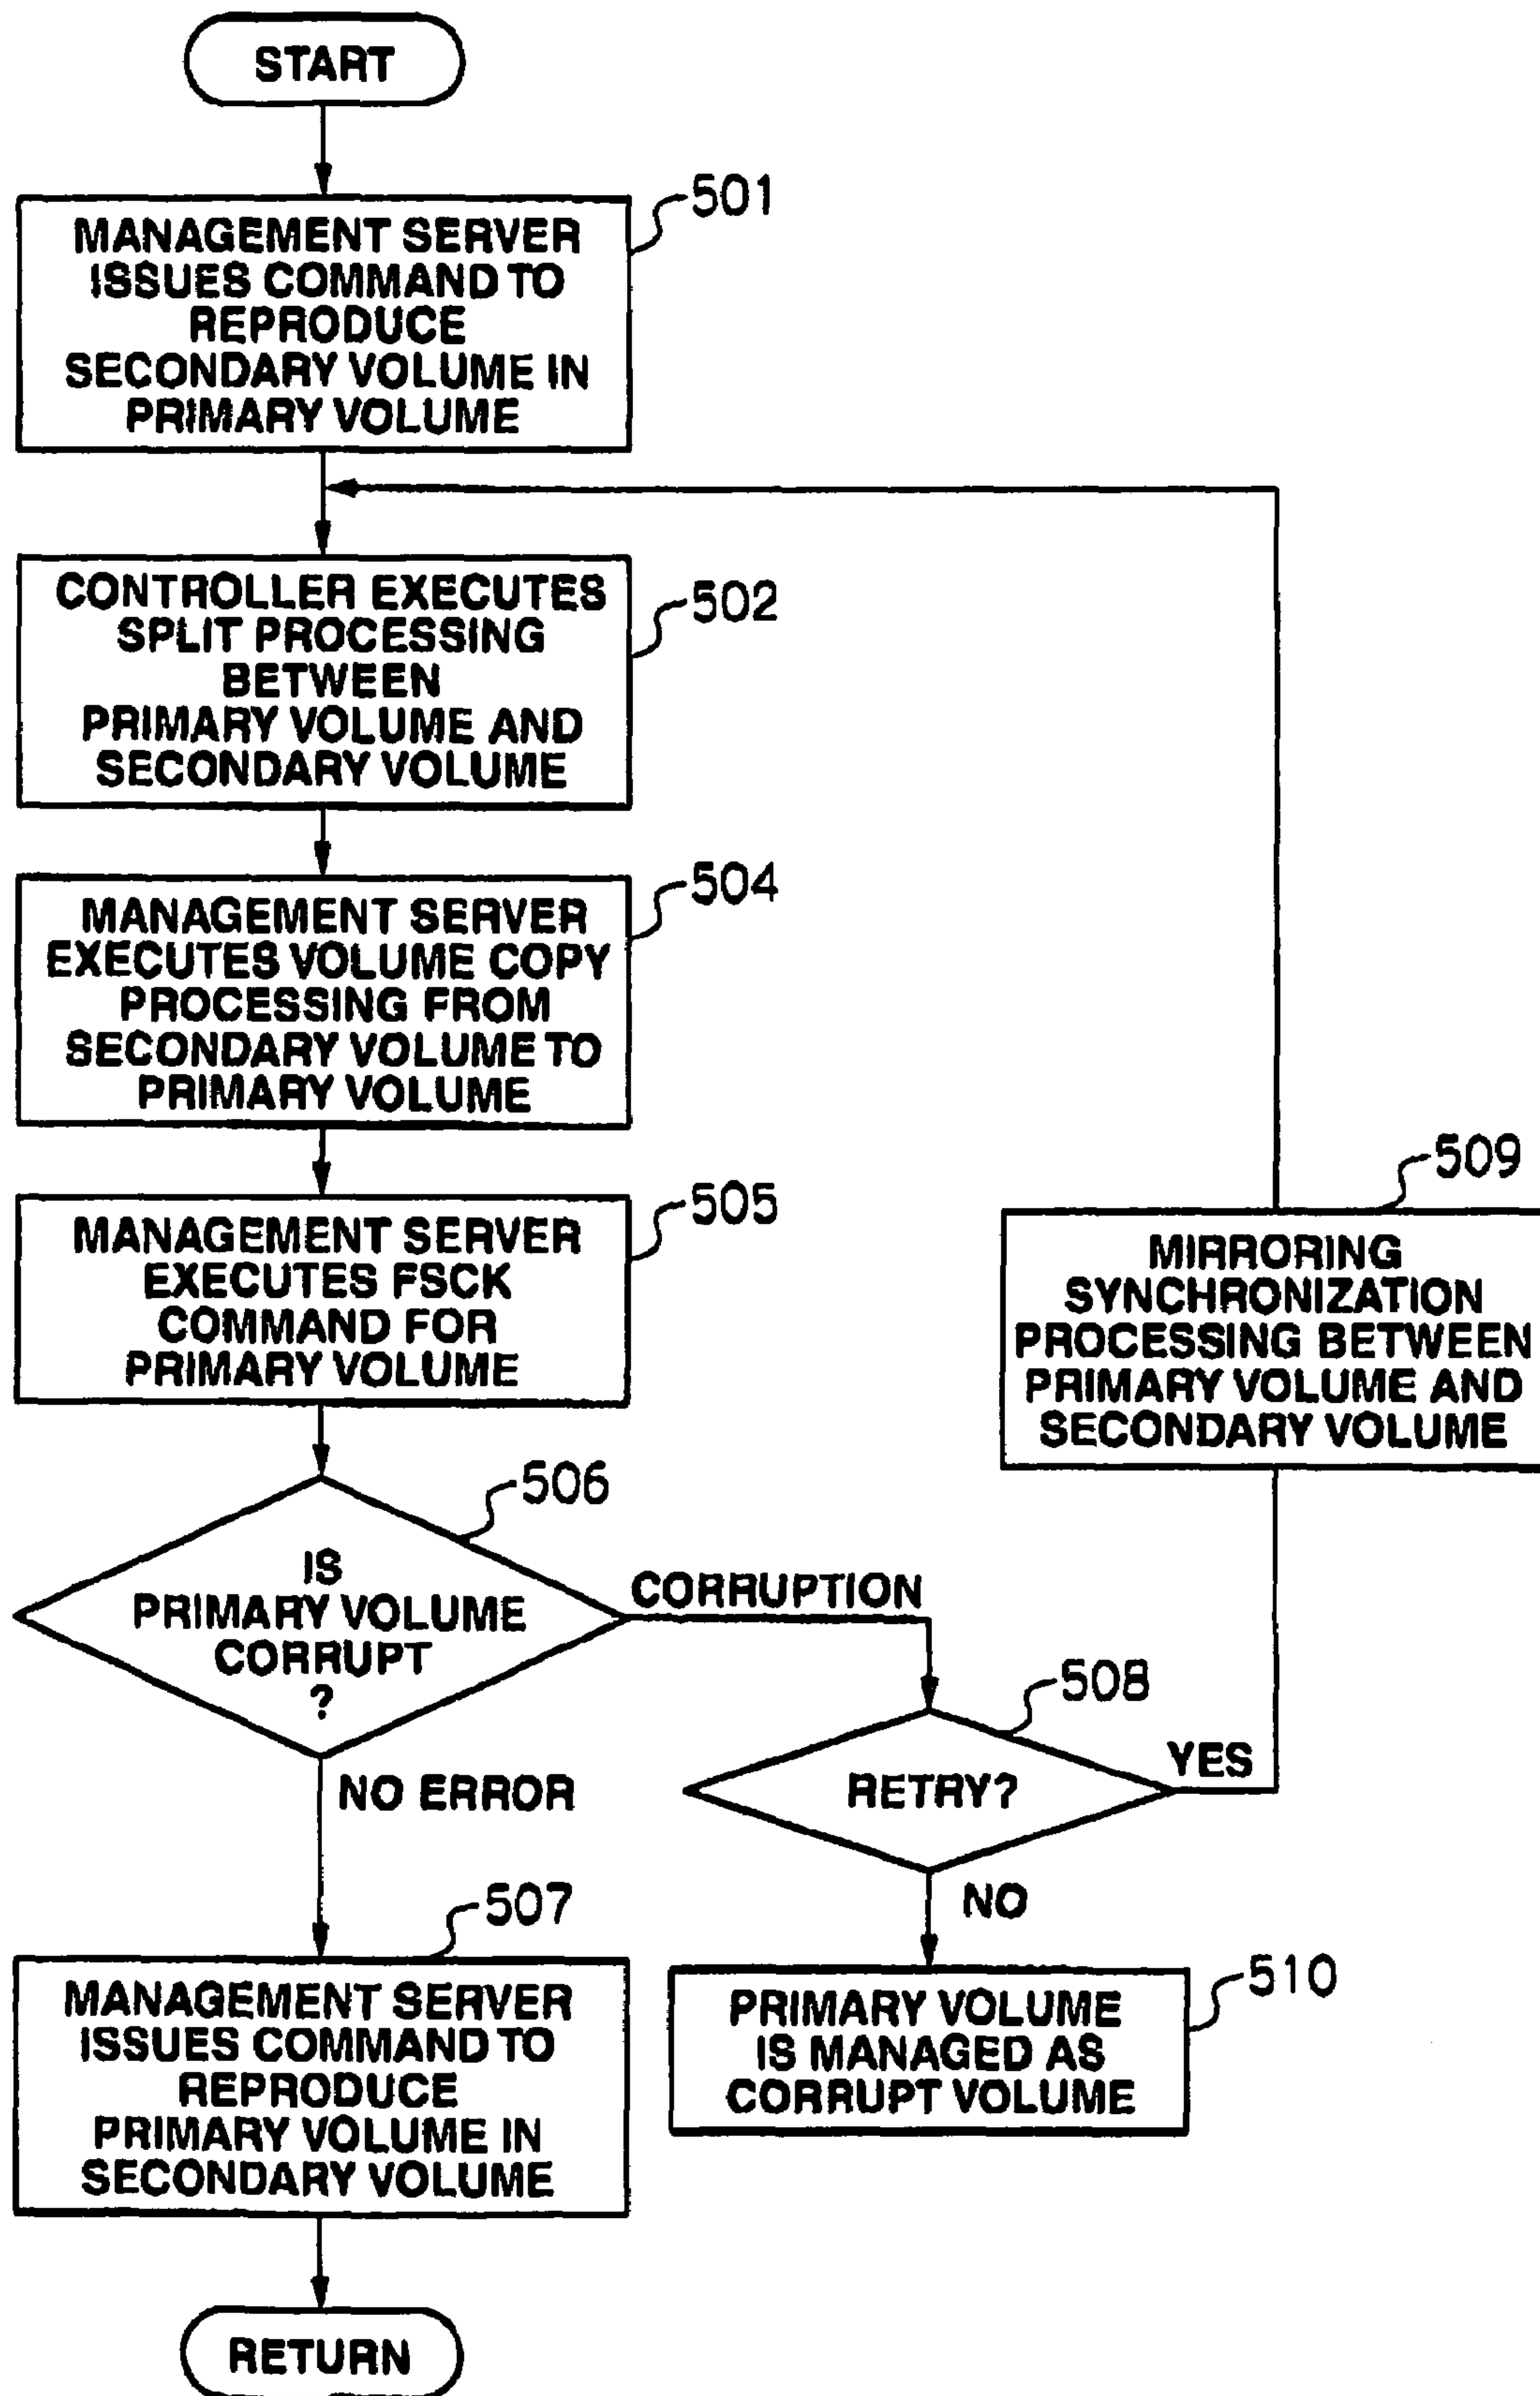 START
501
MANAGEMENT SERVER
ISSUES COMMAND TO
REPRODUCE
SECONDARY VOLUME IN
PRIMARY VOLUME
502
CONTROLLER EXECUTES
SPLIT PROCESSING
BETWEEN
PRIMARY VOLUME AND
SECONDARY VOLUME
504
MANAGEMENT SERVER
EXECUTES VOLUME COPY
PROCESSING FROM
SECONDARY VOLUME TO
PRIMARY VOLUME
505
MANAGEMENT SERVER
EXECUTES FSCK
COMMAND FOR
PRIMARY VOLUME
509
MIRRORING
SYNCHRONIZATION
PROCESSING BETWEEN
PRIMARY VOLUME AND
SECONDARY VOLUME
506
IS
PRIMARY VOLUME
CORRUPT
?
CORRUPTION
NO ERROR
508
RETRY?
YES
NO
507
MANAGEMENT SERVER
ISSUES COMMAND TO
REPRODUCE
PRIMARY VOLUME IN
SECONDARY VOLUME
510
PRIMARY VOLUME
IS MANAGED AS
CORRUPT VOLUME
RETURN